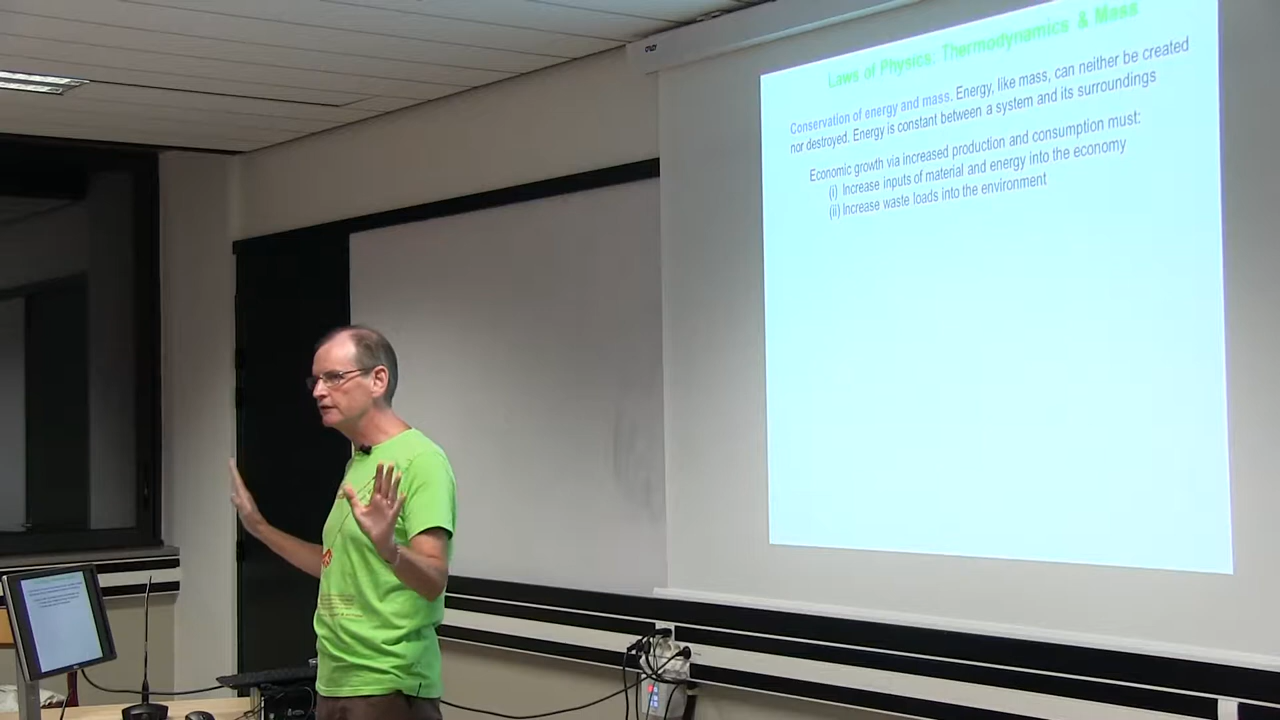 Laws of Physics: Thermodynamics & Mass
Conservation of energy and mass. Energy, like mass, can neither be created
nor destroyed. Energy is constant between a system and its surroundings
Economic growth via increased production and consumption must:
(i) Increase inputs of material and energy into the economy
(ii) Increase waste loads into the environment